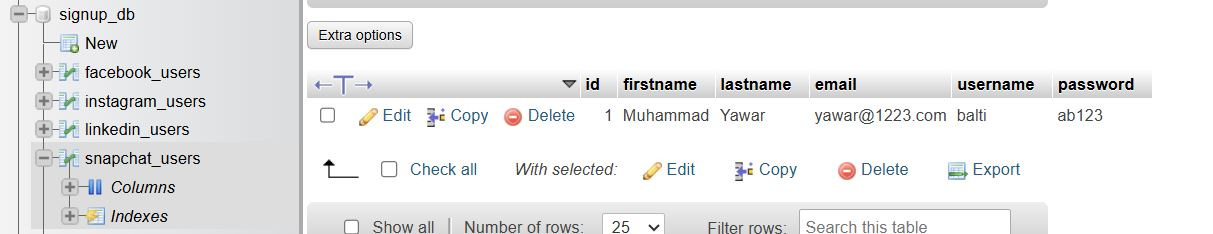 signup_db
New
facebook_users
instagram_users
linkedin_users
snapchat_users
Columns
Indexes
Extra options
id firstname lastname email username password
Edit Copy Delete 1 Muhammad Yawar yawar@1223.com balti ab123
Check all With selected: Edit Copy Delete Export
Show all Number of rows: 25 Filter rows: Search this table